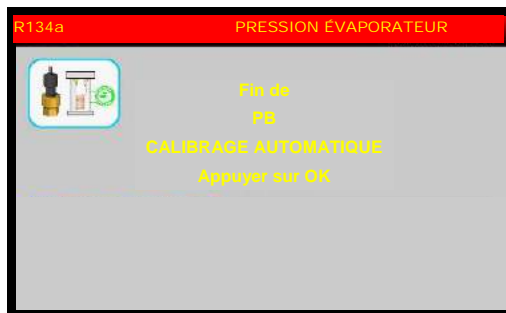 R134a PRESSION ÉVAPORATEUR
Fin de
PB
CALIBRAGE AUTOMATIQUE
Appuyer sur OK